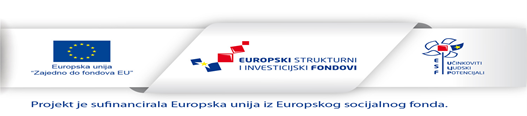 Europska unija
"Zajedno do fondova EU"
EUROPSKI STRUKTURNI
I INVESTICIJSKI FONDOVI
ESF
UČINKOVITI
LJUDSKI
POTENCIJALI
Projekt je sufinancirala Europska unija iz Europskog socijalnog fonda.